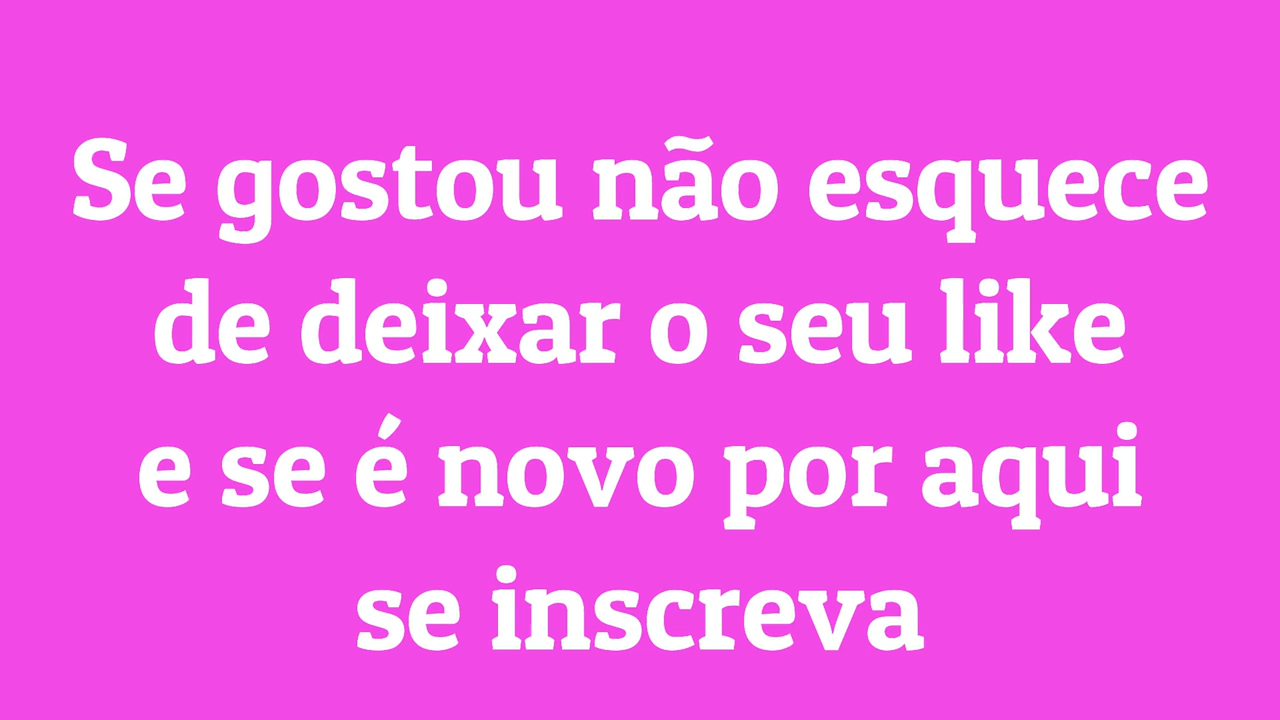 Se gostou não esquece
de deixar o seu like
e se é novo por aqui
se inscreva